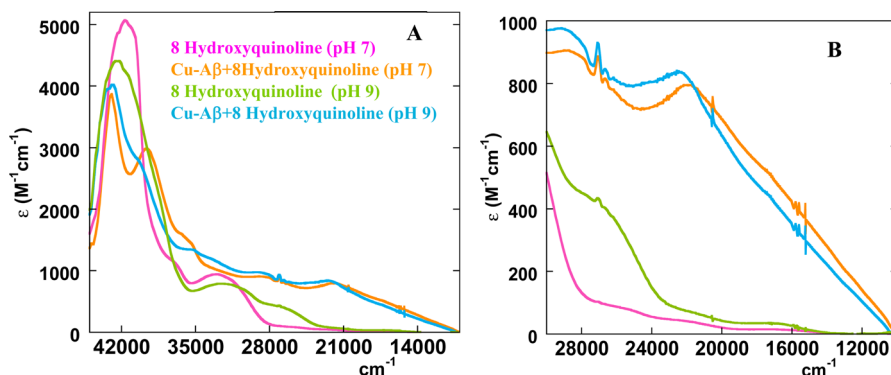 A
8 Hydroxyquinoline (pH 7)
Cu-Aβ+8Hydroxyquinoline (pH 7)
8 Hydroxyquinoline (pH 9)
Cu-Aβ+8 Hydroxyquinoline (pH 9)
ε (M⁻¹cm⁻¹)
5000
4000
3000
2000
1000
0
42000 35000 28000 21000 14000
cm⁻¹
B
ε (M⁻¹cm⁻¹)
1000
800
600
400
200
0
28000 24000 20000 16000 12000
cm⁻¹